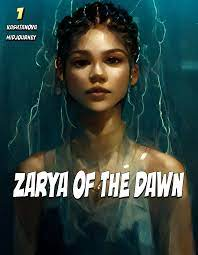 1
KASHTANOVA
MIDJOURNEY
ZARYA OF THE DAWN